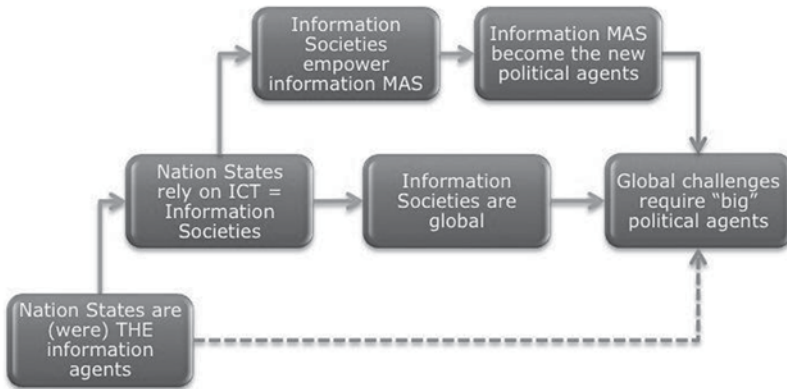 Information
Societies
empower
information MAS
Information MAS
become the new
political agents
Nation States
rely on ICT =
Information
Societies
Information
Societies are
global
Global challenges
require “big”
political agents
Nation States are
(were) THE
information
agents